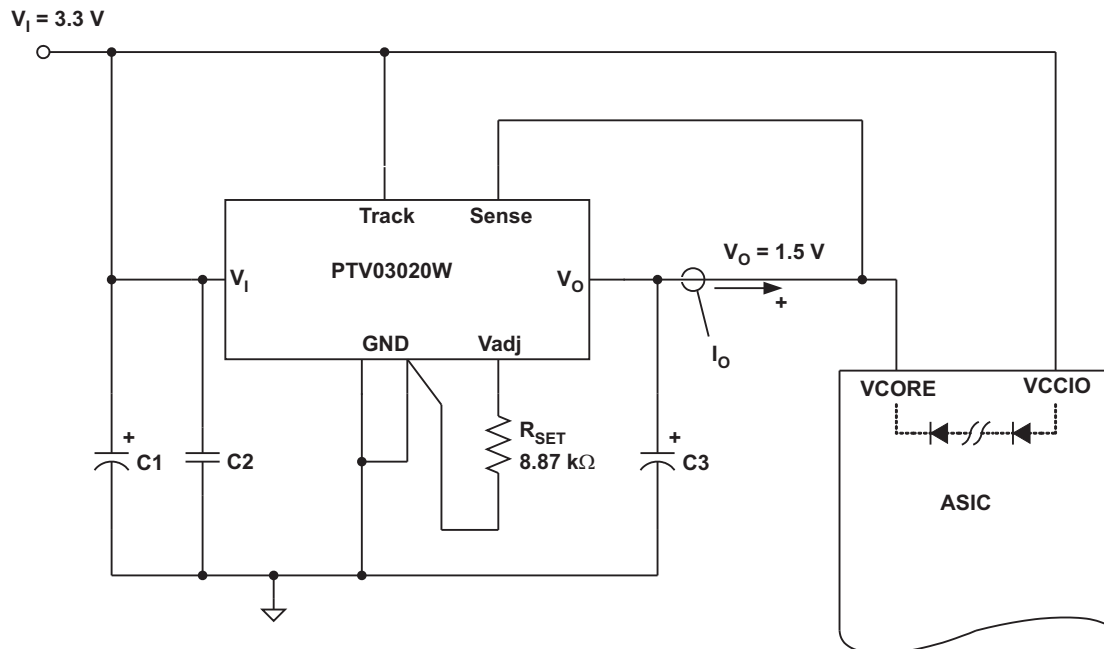 V_I = 3.3 V
Track
Sense
PTV03020W
V_I
V_O
V_O = 1.5 V
+
I_O
GND
Vadj
VCORE
VCCIO
+
C1
C2
R_SET
8.87 kΩ
+
C3
ASIC